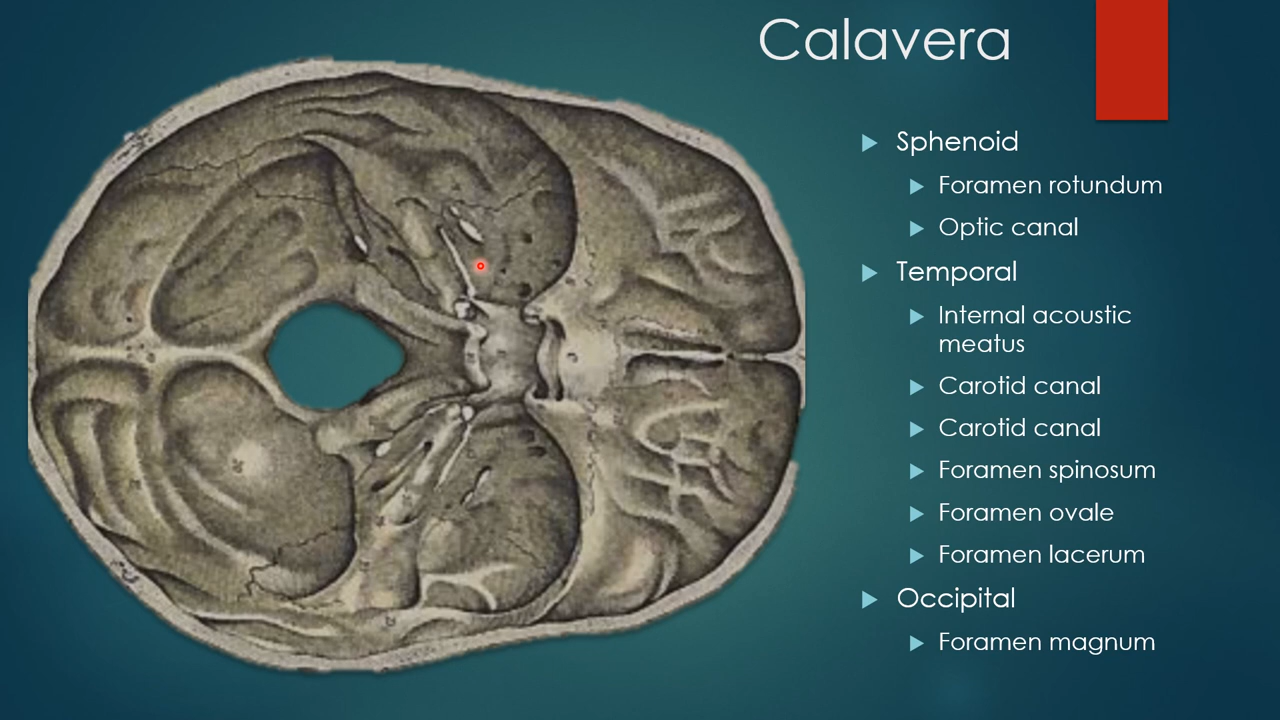 Calavera
Sphenoid
Foramen rotundum
Optic canal
Temporal
Internal acoustic
meatus
Carotid canal
Carotid canal
Foramen spinosum
Foramen ovale
Foramen lacerum
Occipital
Foramen magnum